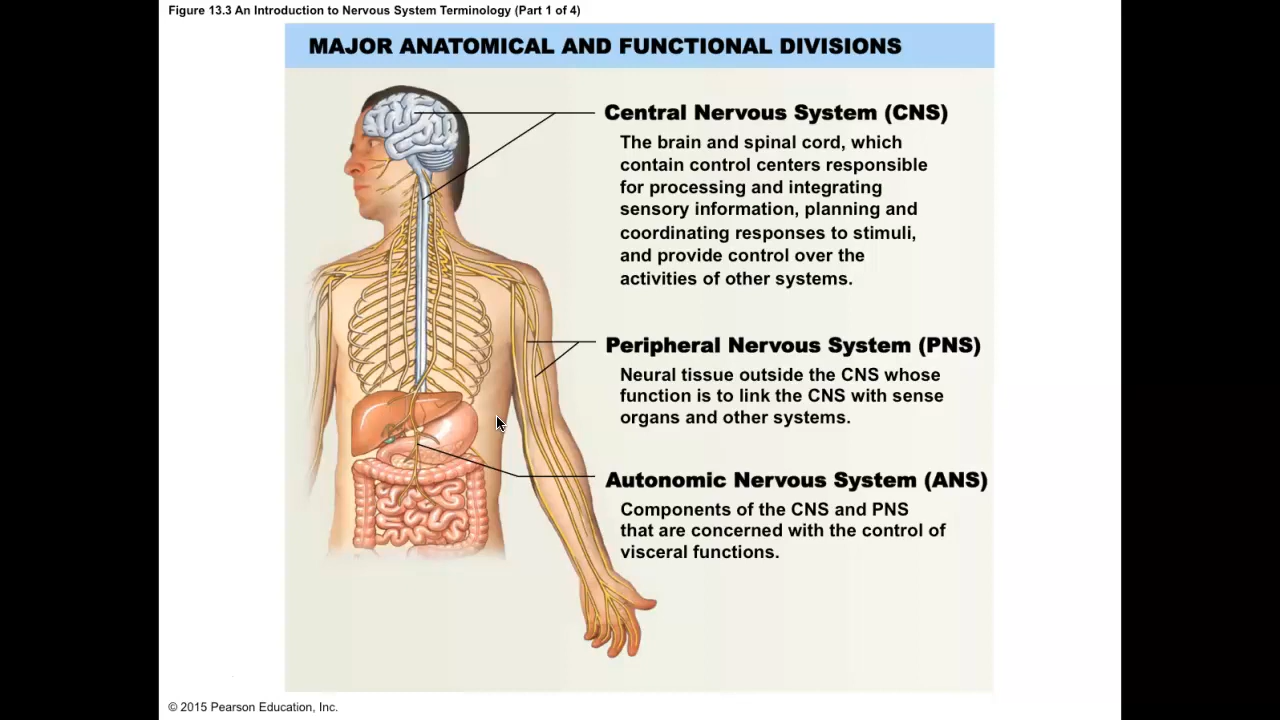 Figure 13.3 An Introduction to Nervous System Terminology (Part 1 of 4)
MAJOR ANATOMICAL AND FUNCTIONAL DIVISIONS
Central Nervous System (CNS)
The brain and spinal cord, which
contain control centers responsible
for processing and integrating
sensory information, planning and
coordinating responses to stimuli,
and provide control over the
activities of other systems.
Peripheral Nervous System (PNS)
Neural tissue outside the CNS whose
function is to link the CNS with sense
organs and other systems.
Autonomic Nervous System (ANS)
Components of the CNS and PNS
that are concerned with the control of
visceral functions.
© 2015 Pearson Education, Inc.